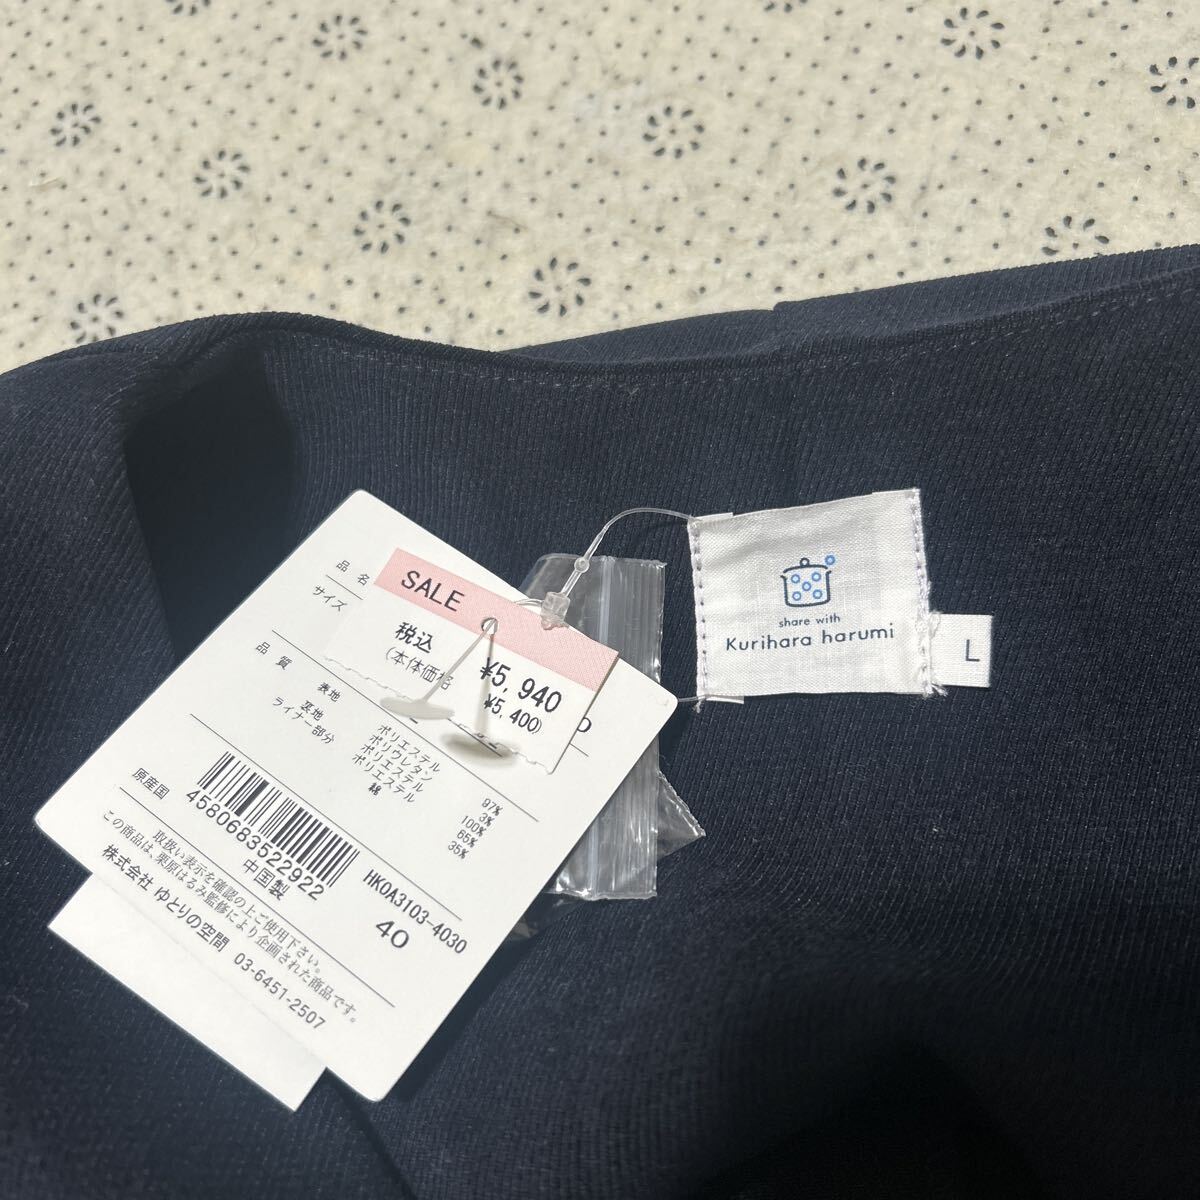 品名
サイズ
SALE
税込 ¥5,940
(本体価格 ¥5,400)
品質
表地 ポリエステル 97%
ポリウレタン 3%
裏地 ポリエステル 100%
ライナー部分 ポリエステル 65%
綿 35%
4580683522922
HK0A3103-4030
原産国 中国製 40
取扱い表示を確認の上ご使用下さい。
この商品は、栗原はるみ監修により企画された商品です。
株式会社 ゆとりの空間 03-6451-2507
share with
Kurihara harumi
L